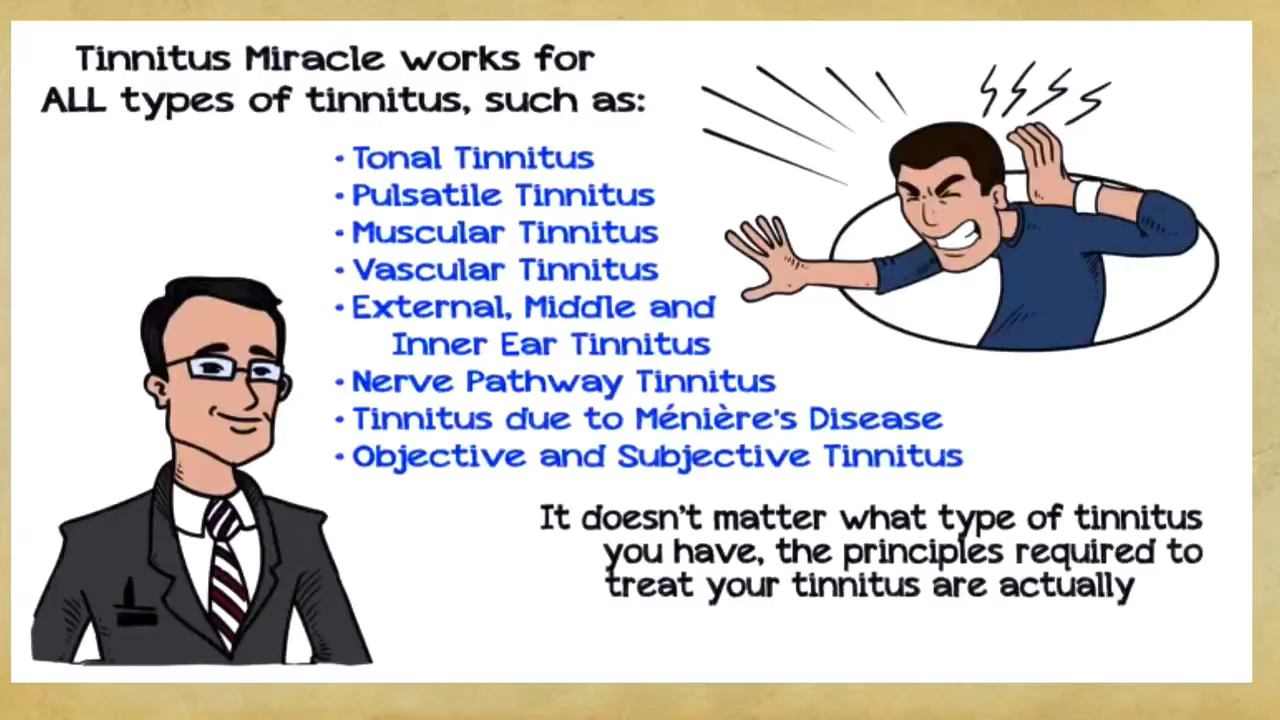 Tinnitus Miracle works for
ALL types of tinnitus, such as:
• Tonal Tinnitus
• Pulsatile Tinnitus
• Muscular Tinnitus
• Vascular Tinnitus
• External, Middle and
Inner Ear Tinnitus
• Nerve Pathway Tinnitus
• Tinnitus due to Ménière's Disease
• Objective and Subjective Tinnitus
It doesn't matter what type of tinnitus
you have, the principles required to
treat your tinnitus are actually